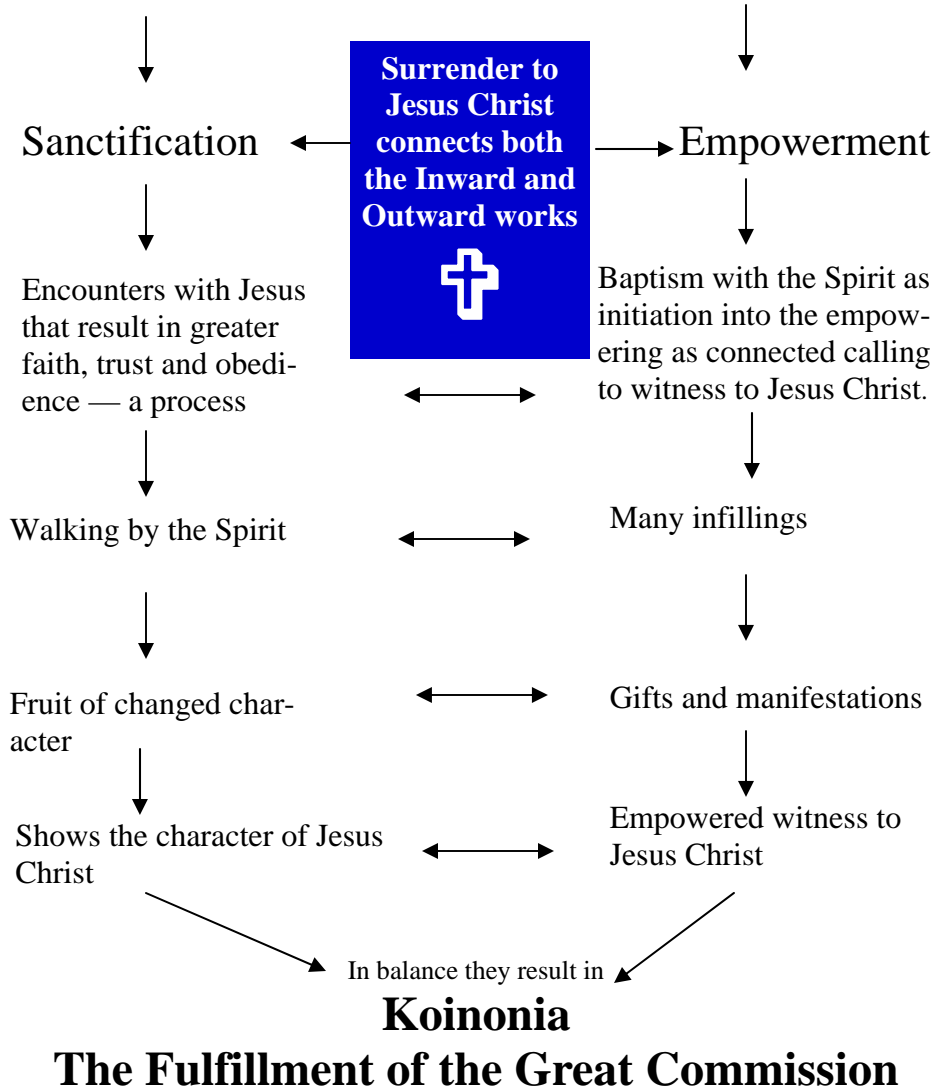 Surrender to
Jesus Christ
connects both
the Inward and
Outward works
Sanctification
Empowerment
Encounters with Jesus
that result in greater
faith, trust and obedi-
ence — a process
Baptism with the Spirit as
initiation into the empow-
ering as connected calling
to witness to Jesus Christ.
Walking by the Spirit
Many infillings
Fruit of changed char-
acter
Gifts and manifestations
Shows the character of Jesus
Christ
Empowered witness to
Jesus Christ
In balance they result in
Koinonia
The Fulfillment of the Great Commission